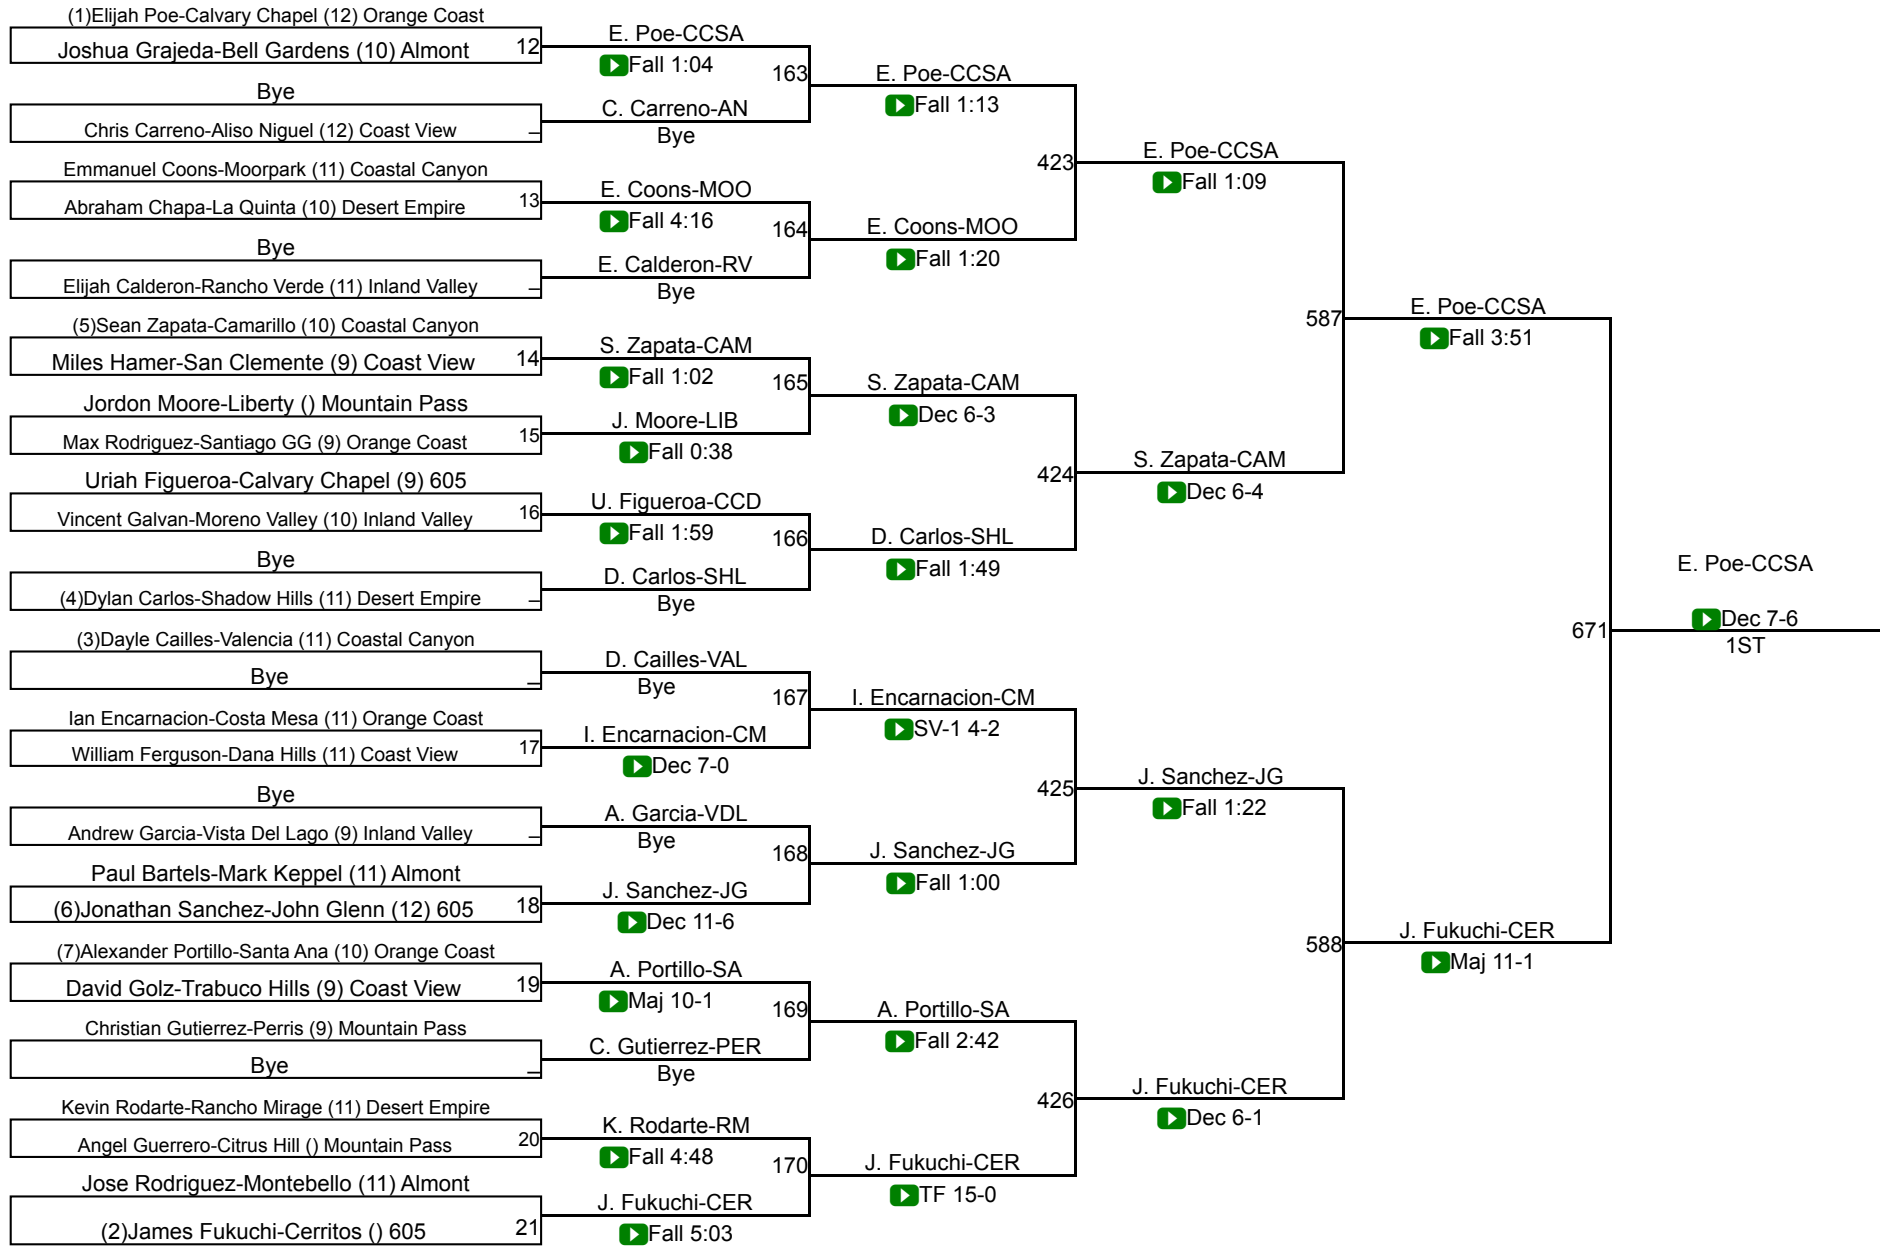 (1)Elijah Poe-Calvary Chapel (12) Orange Coast
Joshua Grajeda-Bell Gardens (10) Almont
12
Bye
Chris Carreno-Aliso Niguel (12) Coast View
_
Emmanuel Coons-Moorpark (11) Coastal Canyon
Abraham Chapa-La Quinta (10) Desert Empire
13
Bye
Elijah Calderon-Rancho Verde (11) Inland Valley
_
(5)Sean Zapata-Camarillo (10) Coastal Canyon
Miles Hamer-San Clemente (9) Coast View
14
Jordon Moore-Liberty () Mountain Pass
Max Rodriguez-Santiago GG (9) Orange Coast
15
Uriah Figueroa-Calvary Chapel (9) 605
Vincent Galvan-Moreno Valley (10) Inland Valley
16
Bye
(4)Dylan Carlos-Shadow Hills (11) Desert Empire
_
(3)Dayle Cailles-Valencia (11) Coastal Canyon
Bye
_
Ian Encarnacion-Costa Mesa (11) Orange Coast
William Ferguson-Dana Hills (11) Coast View
17
Bye
Andrew Garcia-Vista Del Lago (9) Inland Valley
_
Paul Bartels-Mark Keppel (11) Almont
(6)Jonathan Sanchez-John Glenn (12) 605
18
(7)Alexander Portillo-Santa Ana (10) Orange Coast
David Golz-Trabuco Hills (9) Coast View
19
Christian Gutierrez-Perris (9) Mountain Pass
Bye
_
Kevin Rodarte-Rancho Mirage (11) Desert Empire
Angel Guerrero-Citrus Hill () Mountain Pass
20
Jose Rodriguez-Montebello (11) Almont
(2)James Fukuchi-Cerritos () 605
21
E. Poe-CCSA
Fall 1:04
163
C. Carreno-AN
Bye
E. Coons-MOO
Fall 4:16
164
E. Calderon-RV
Bye
S. Zapata-CAM
Fall 1:02
165
J. Moore-LIB
Fall 0:38
U. Figueroa-CCD
Fall 1:59
166
D. Carlos-SHL
Bye
D. Cailles-VAL
Bye
167
I. Encarnacion-CM
Dec 7-0
A. Garcia-VDL
Bye
168
J. Sanchez-JG
Dec 11-6
A. Portillo-SA
Maj 10-1
169
C. Gutierrez-PER
Bye
K. Rodarte-RM
Fall 4:48
170
J. Fukuchi-CER
Fall 5:03
E. Poe-CCSA
Fall 1:13
423
E. Coons-MOO
Fall 1:20
S. Zapata-CAM
Dec 6-3
424
D. Carlos-SHL
Fall 1:49
I. Encarnacion-CM
SV-1 4-2
425
J. Sanchez-JG
Fall 1:00
A. Portillo-SA
Fall 2:42
426
J. Fukuchi-CER
TF 15-0
E. Poe-CCSA
Fall 1:09
587
S. Zapata-CAM
Dec 6-4
J. Sanchez-JG
Fall 1:22
588
J. Fukuchi-CER
Dec 6-1
E. Poe-CCSA
Fall 3:51
671
J. Fukuchi-CER
Maj 11-1
E. Poe-CCSA
Dec 7-6
1ST